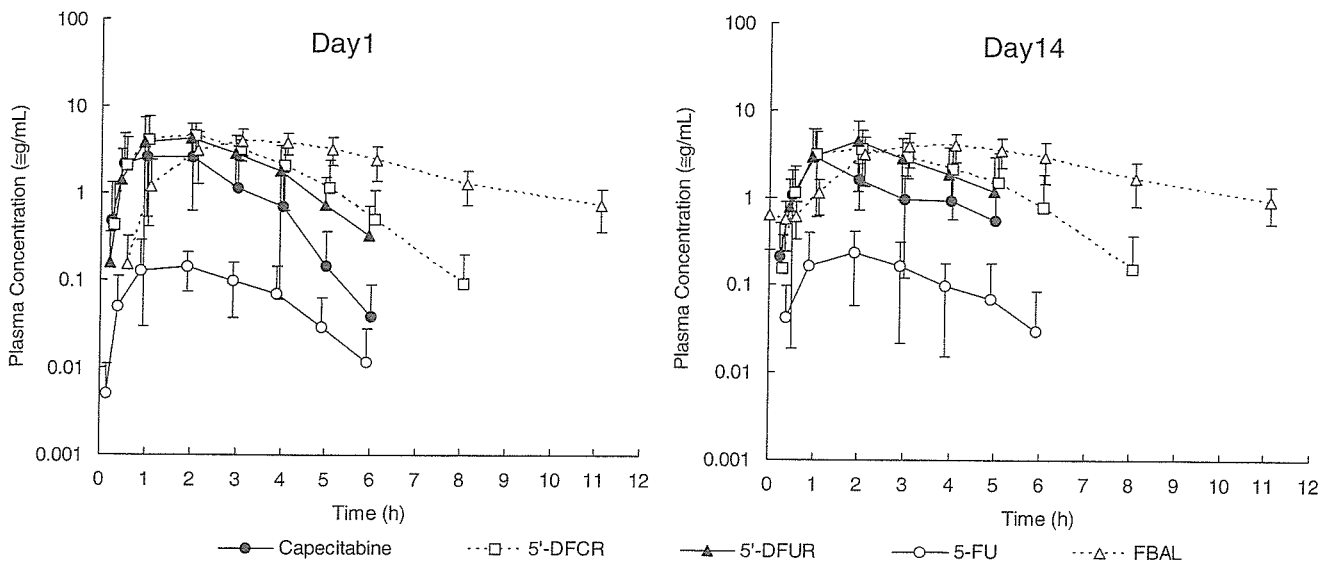 Day1
100
10
1
0.1
0.01
0.001
Plasma Concentration (≅g/mL)
0 1 2 3 4 5 6 7 8 9 10 11 12
Time (h)
Day14
100
10
1
0.1
0.01
0.001
Plasma Concentration (≅g/mL)
0 1 2 3 4 5 6 7 8 9 10 11 12
Time (h)
Capecitabine 5'-DFCR 5'-DFUR 5-FU FBAL